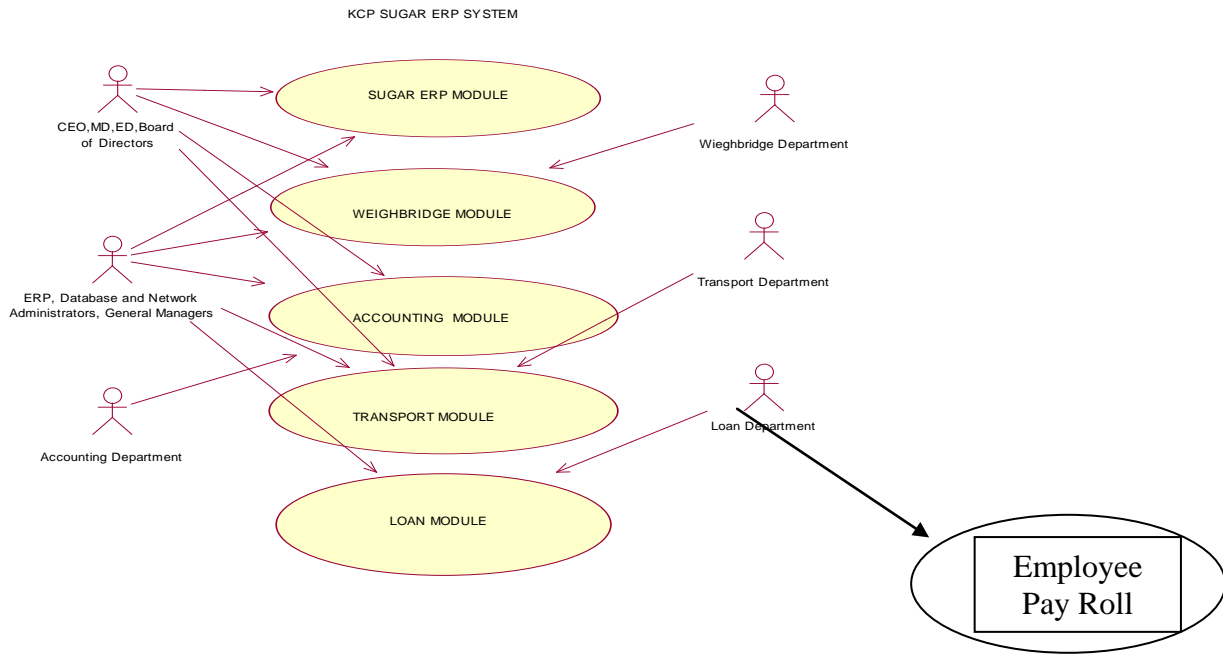 KCP SUGAR ERP SYSTEM
SUGAR ERP MODULE
CEO,MD,ED,Board
of Directors
Wieghbridge Department
WEIGHBRIDGE MODULE
ERP, Database and Network
Administrators, General Managers
Transport Department
ACCOUNTING MODULE
TRANSPORT MODULE
Loan Department
Accounting Department
LOAN MODULE
Employee
Pay Roll